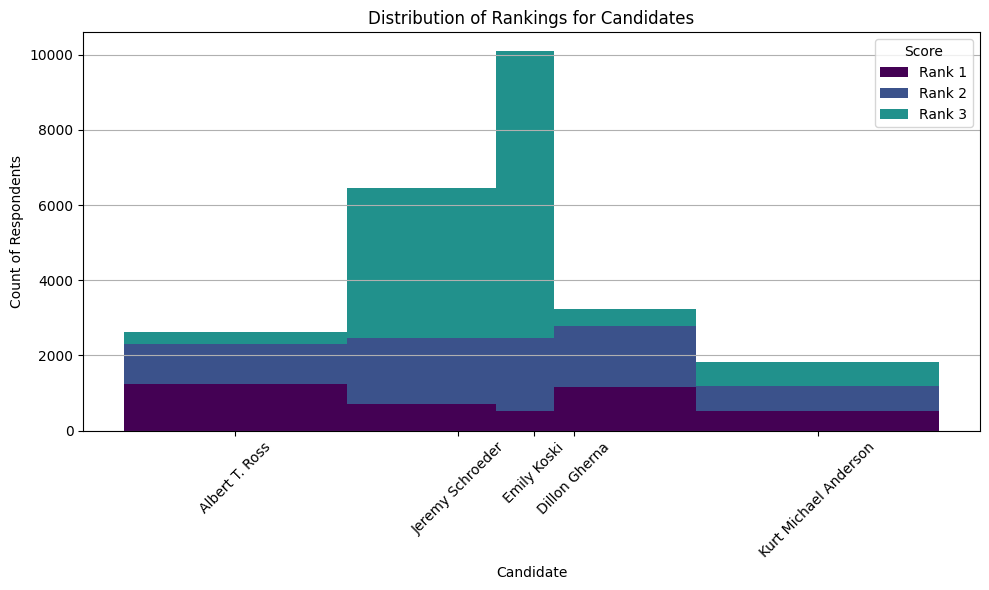 Distribution of Rankings for Candidates
Score
Rank 1
Rank 2
Rank 3
Count of Respondents
10000
8000
6000
4000
2000
0
Albert T. Ross
Jeremy Schroeder
Emily Koski
Dillon Gherna
Kurt Michael Anderson
Candidate